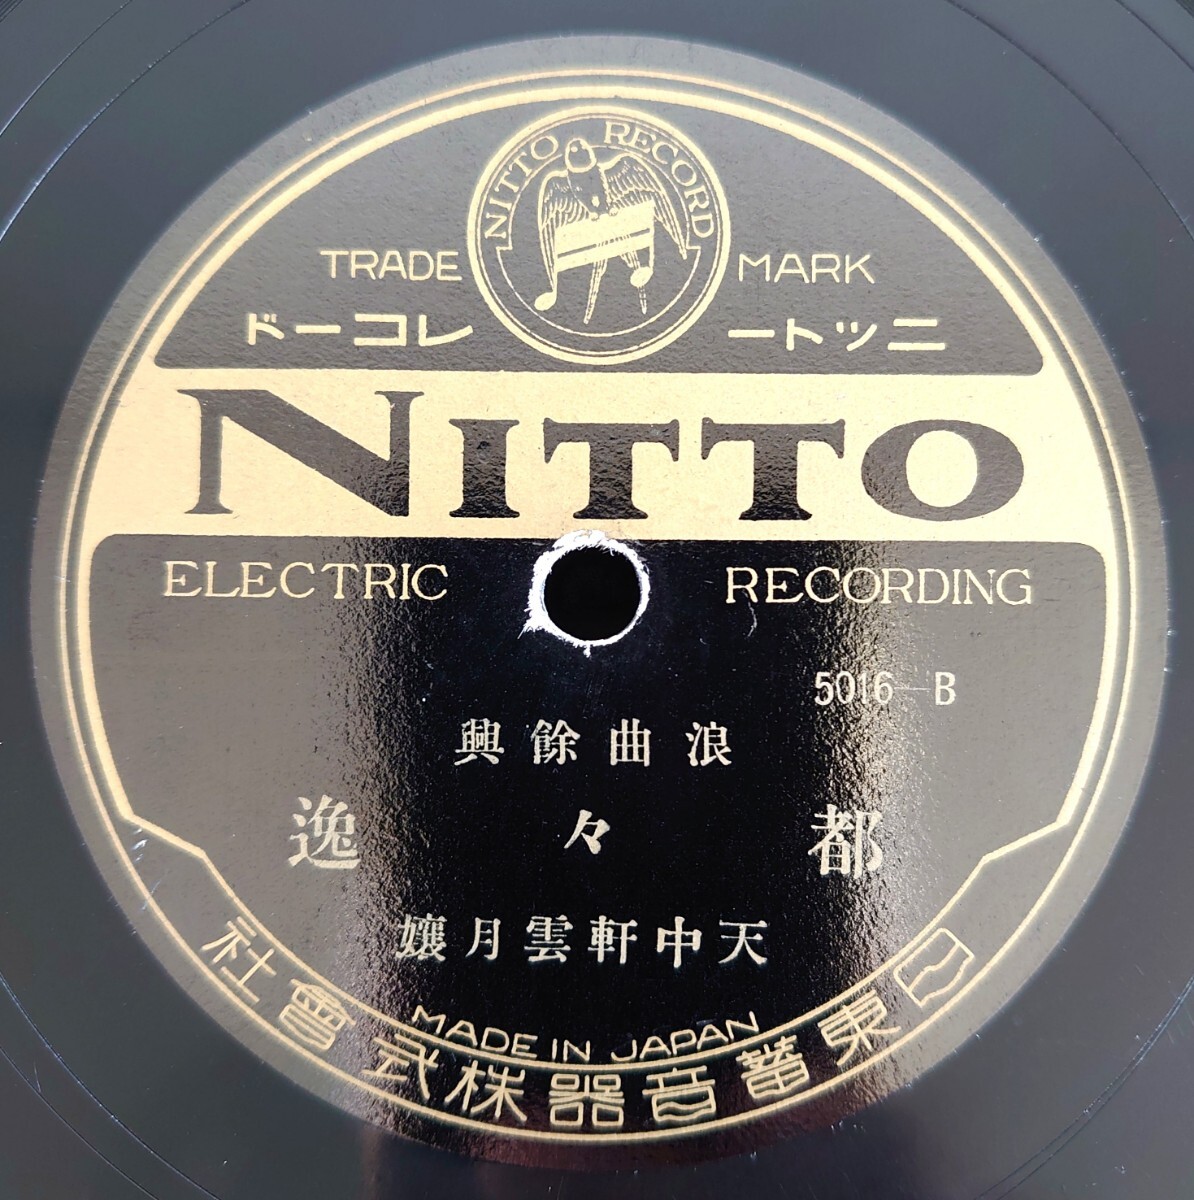 NITTO RECORD
TRADE MARK
ニットー レコード
NITTO
ELECTRIC RECORDING
5016-B
浪曲餘興
都々逸
天中軒雲月孃
MADE IN JAPAN
日東蓄音器株式會社